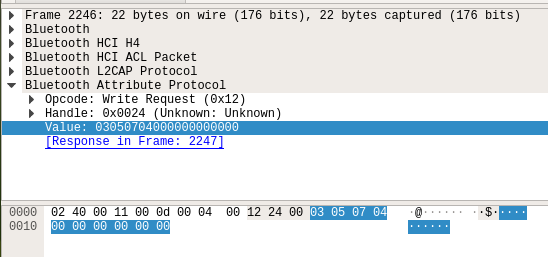 Frame 2246: 22 bytes on wire (176 bits), 22 bytes captured (176 bits)
Bluetooth
Bluetooth HCI H4
Bluetooth HCI ACL Packet
Bluetooth L2CAP Protocol
Bluetooth Attribute Protocol
Opcode: Write Request (0x12)
Handle: 0x0024 (Unknown: Unknown)
Value: 03050704000000000000
[Response in Frame: 2247]
0000 02 40 00 11 00 0d 00 04 00 12 24 00 03 05 07 04 ·@······ ··$·····
0010 00 00 00 00 00 00 ······